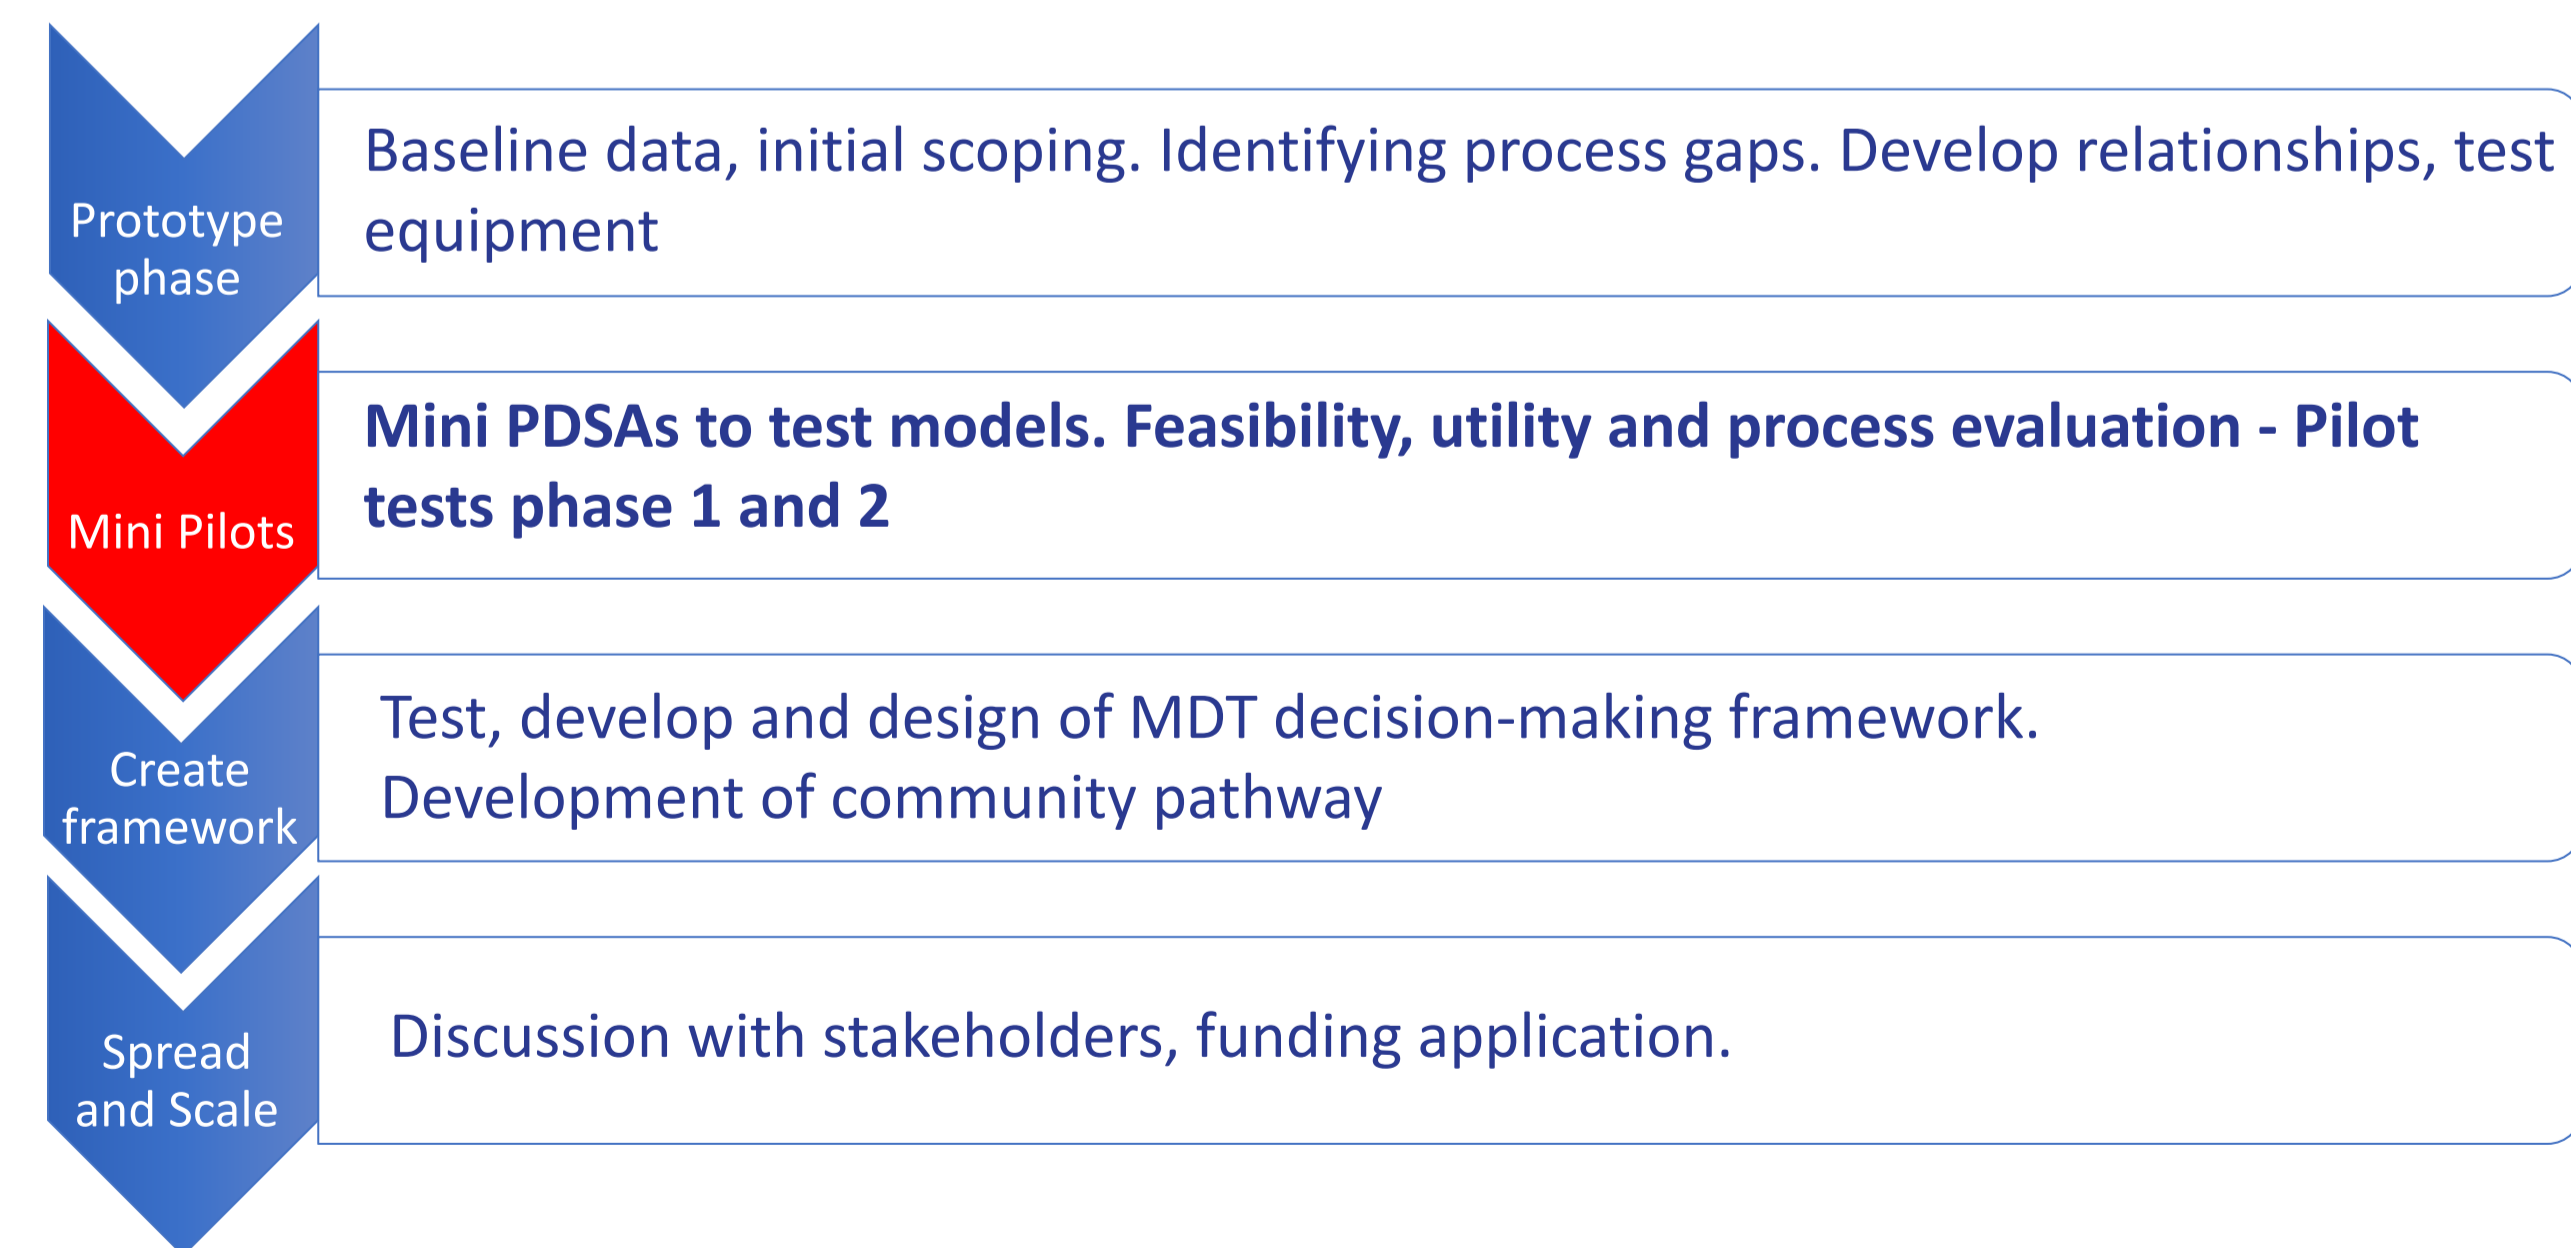 Prototype
phase
Baseline data, initial scoping. Identifying process gaps. Develop relationships, test
equipment
Mini Pilots
Mini PDSAs to test models. Feasibility, utility and process evaluation - Pilot
tests phase 1 and 2
Create
framework
Test, develop and design of MDT decision-making framework.
Development of community pathway
Spread
and Scale
Discussion with stakeholders, funding application.